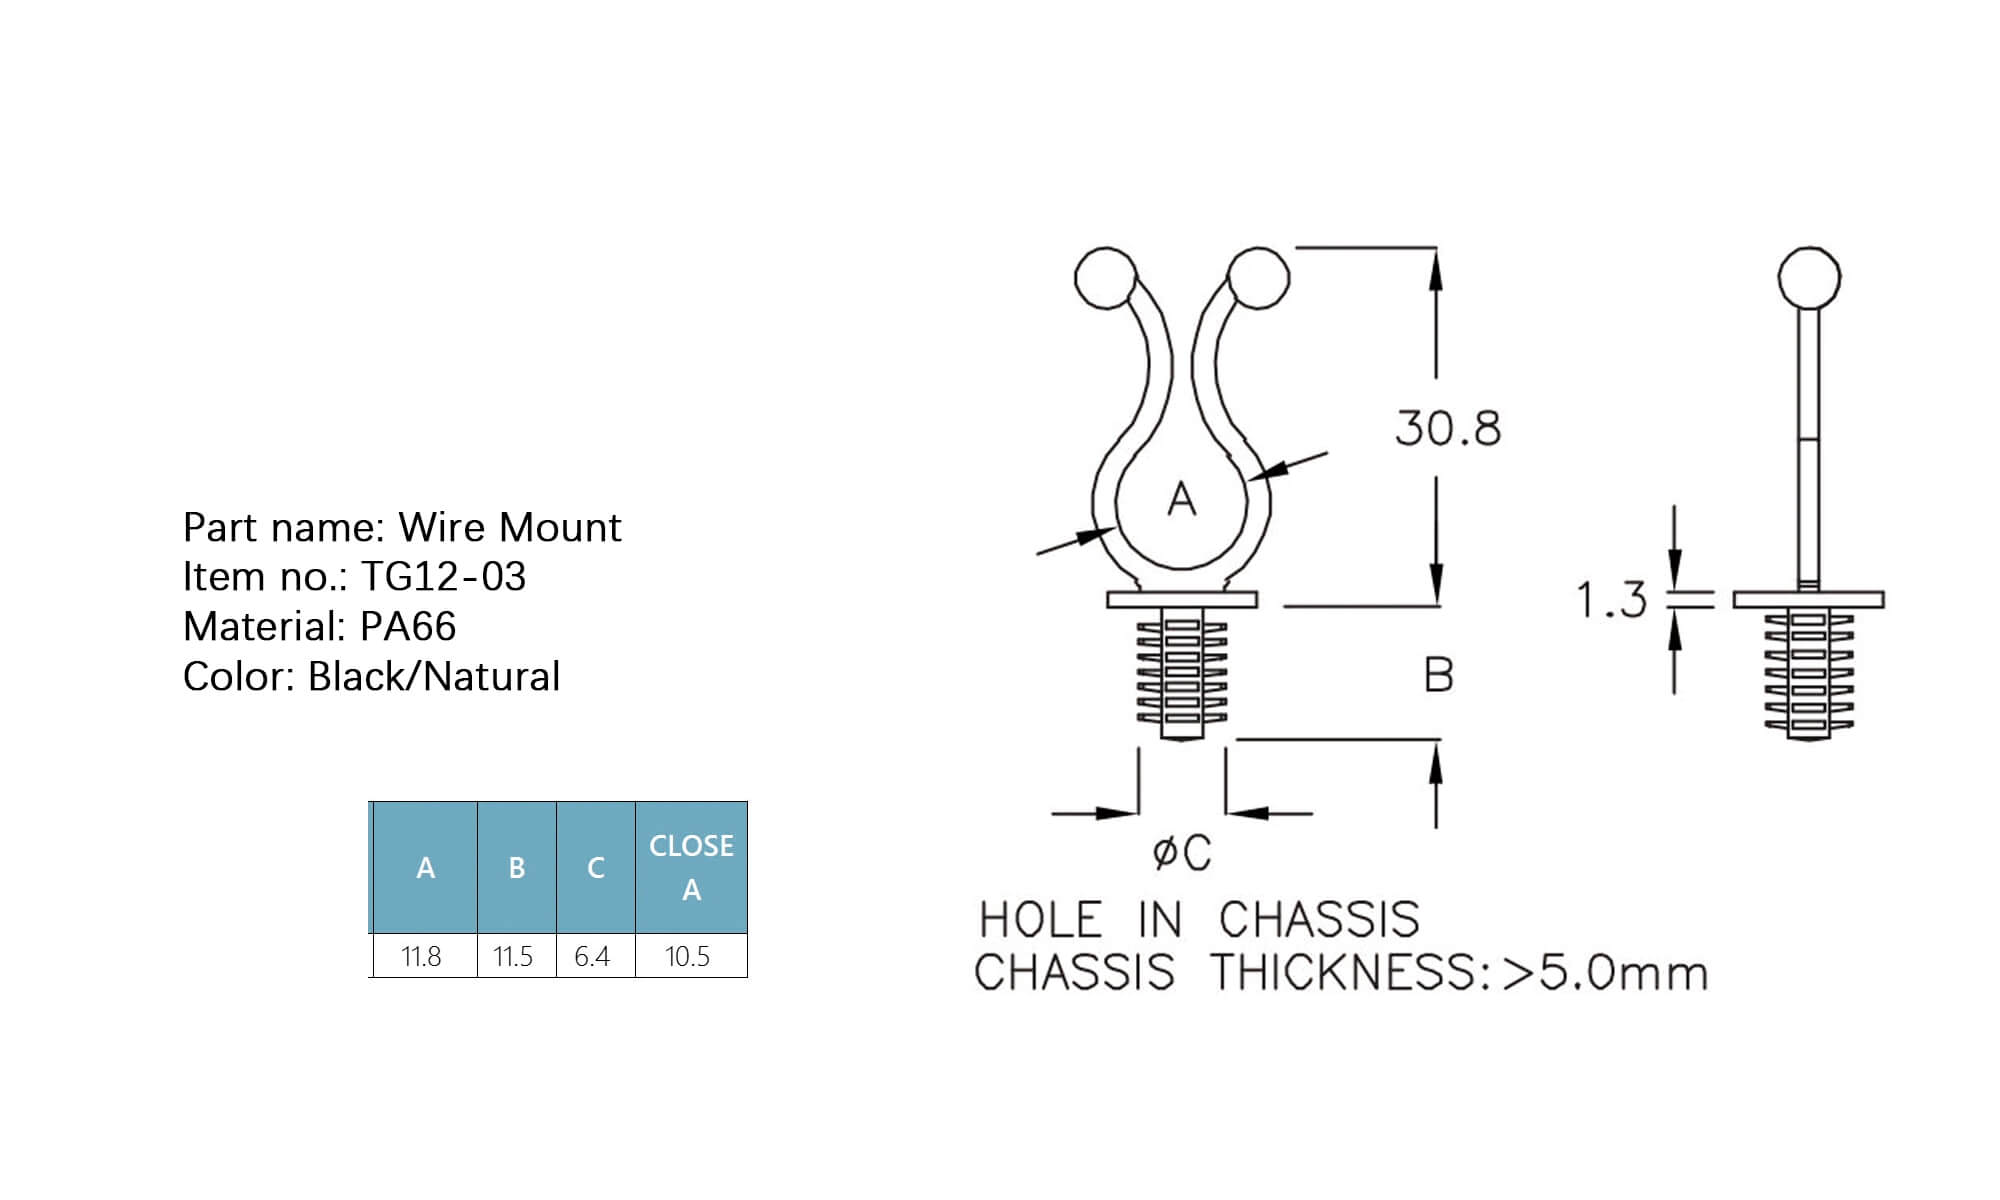 Part name: Wire Mount
Item no.: TG12-03
Material: PA66
Color: Black/Natural
A B C CLOSE A
11.8 11.5 6.4 10.5
A
30.8
B
1.3
øC
HOLE IN CHASSIS
CHASSIS THICKNESS:>5.0mm